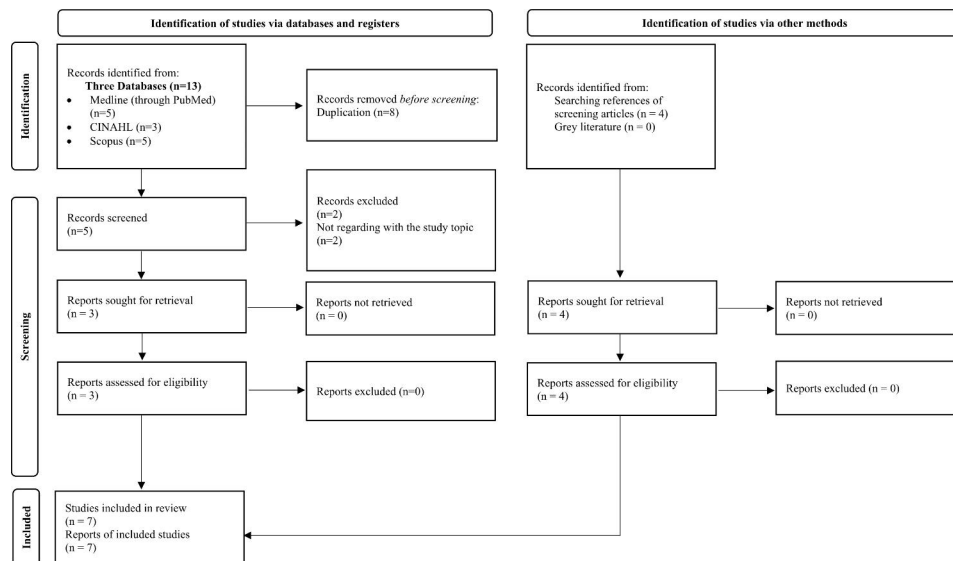 Identification of studies via databases and registers
Identification of studies via other methods
Identification
Records identified from:
Three Databases (n=13)
• Medline (through PubMed)
(n=5)
• CINAHL (n=3)
• Scopus (n=5)
Records removed before screening:
Duplication (n=8)
Records identified from:
Searching references of
screening articles (n = 4)
Grey literature (n = 0)
Screening
Records screened
(n=5)
Records excluded
(n=2)
Not regarding with the study topic
(n=2)
Reports sought for retrieval
(n = 3)
Reports not retrieved
(n = 0)
Reports sought for retrieval
(n = 4)
Reports not retrieved
(n = 0)
Reports assessed for eligibility
(n = 3)
Reports excluded (n=0)
Reports assessed for eligibility
(n = 4)
Reports excluded (n = 0)
Included
Studies included in review
(n = 7)
Reports of included studies
(n = 7)